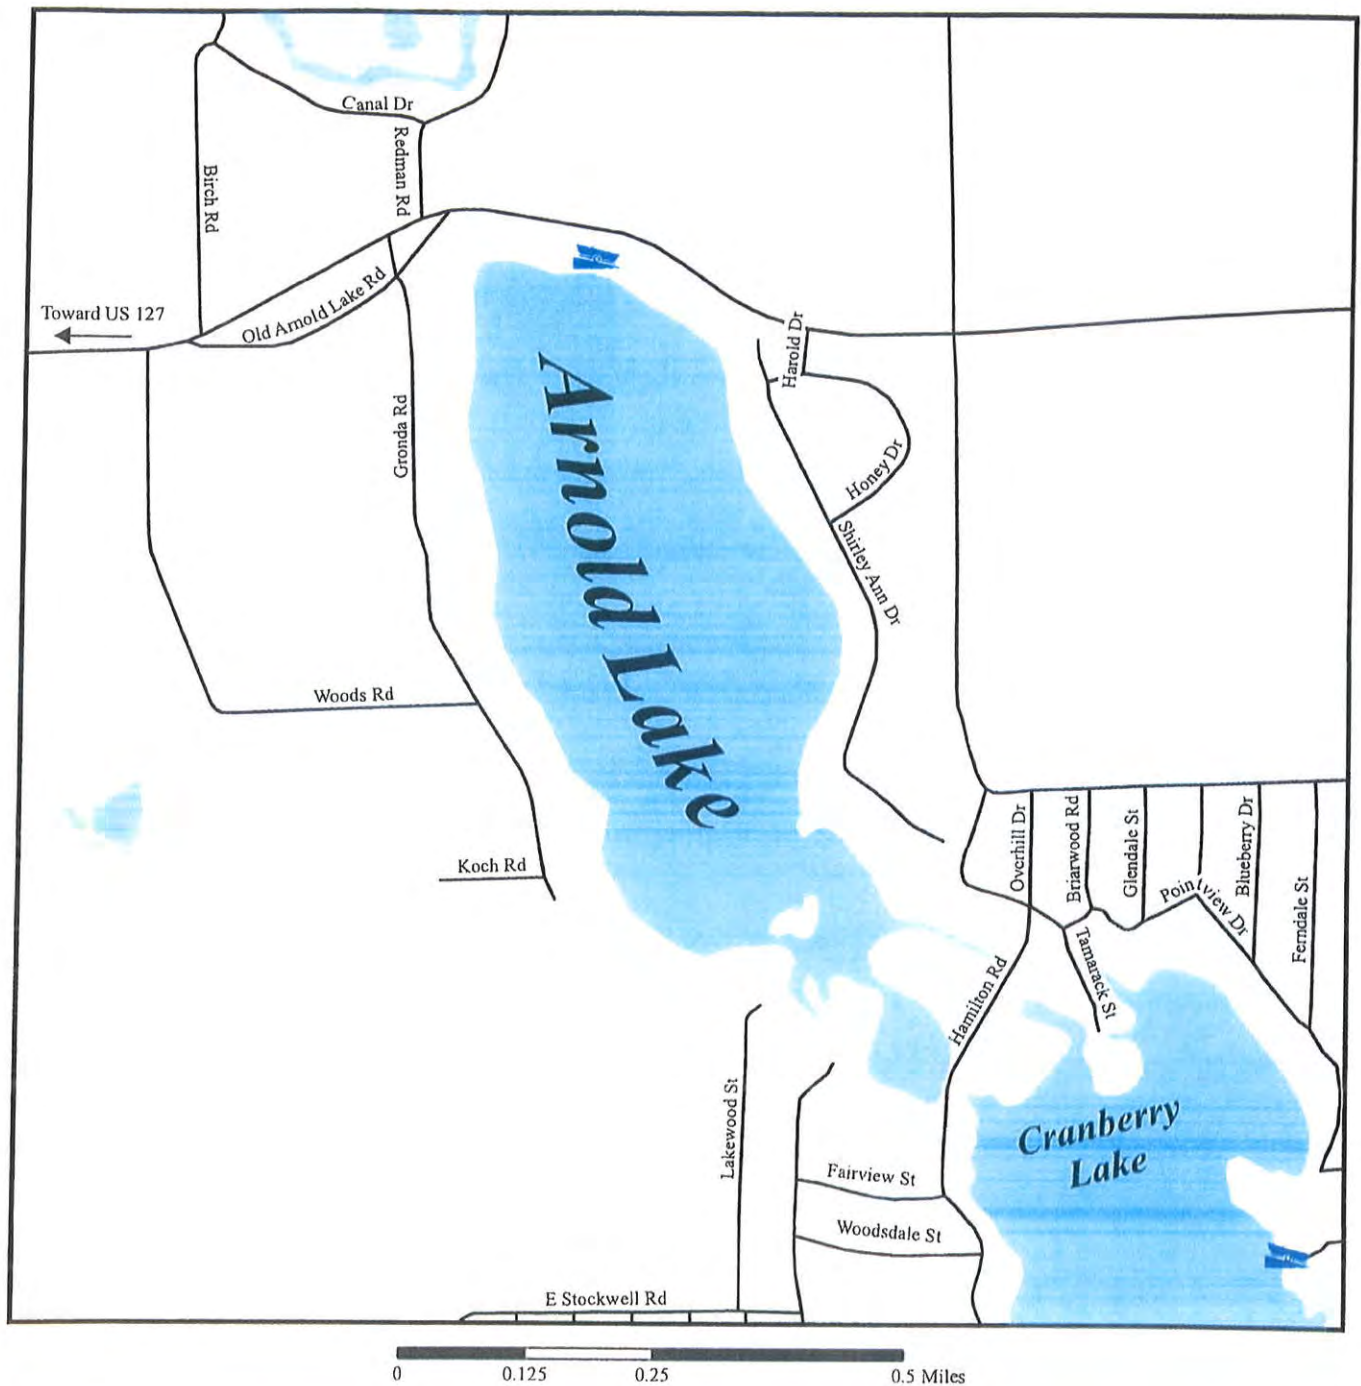 Canal Dr
Redman Rd
Birch Rd
Toward US 127
Old Arnold Lake Rd
Harold Dr
Gronda Rd
Arnold Lake
Honey Dr
Shirley Ann Dr
Woods Rd
Koch Rd
Overhill Dr
Briarwood Rd
Glendale St
Pointview Dr
Blueberry Dr
Ferndale St
Tamarack St
Hamilton Rd
Lakewood St
Cranberry
Lake
Fairview St
Woodsdale St
E Stockwell Rd
0 0.125 0.25 0.5 Miles